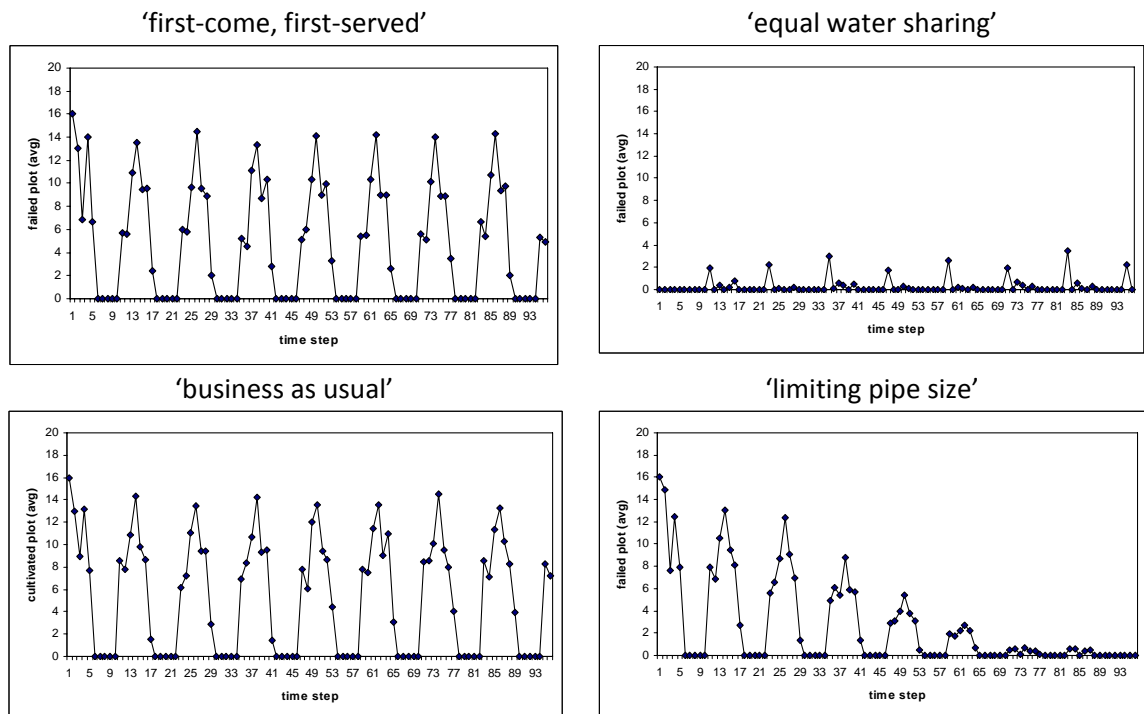 ‘first-come, first-served’
failed plot (avg)
20
18
16
14
12
10
8
6
4
2
0
1 5 9 13 17 21 25 29 33 37 41 45 49 53 57 61 65 69 73 77 81 85 89 93
time step
‘equal water sharing’
failed plot (avg)
20
18
16
14
12
10
8
6
4
2
0
1 5 9 13 17 21 25 29 33 37 41 45 49 53 57 61 65 69 73 77 81 85 89 93
time step
‘business as usual’
cultivated plot (avg)
20
18
16
14
12
10
8
6
4
2
0
1 5 9 13 17 21 25 29 33 37 41 45 49 53 57 61 65 69 73 77 81 85 89 93
time step
‘limiting pipe size’
failed plot (avg)
20
18
16
14
12
10
8
6
4
2
0
1 5 9 13 17 21 25 29 33 37 41 45 49 53 57 61 65 69 73 77 81 85 89 93
time step